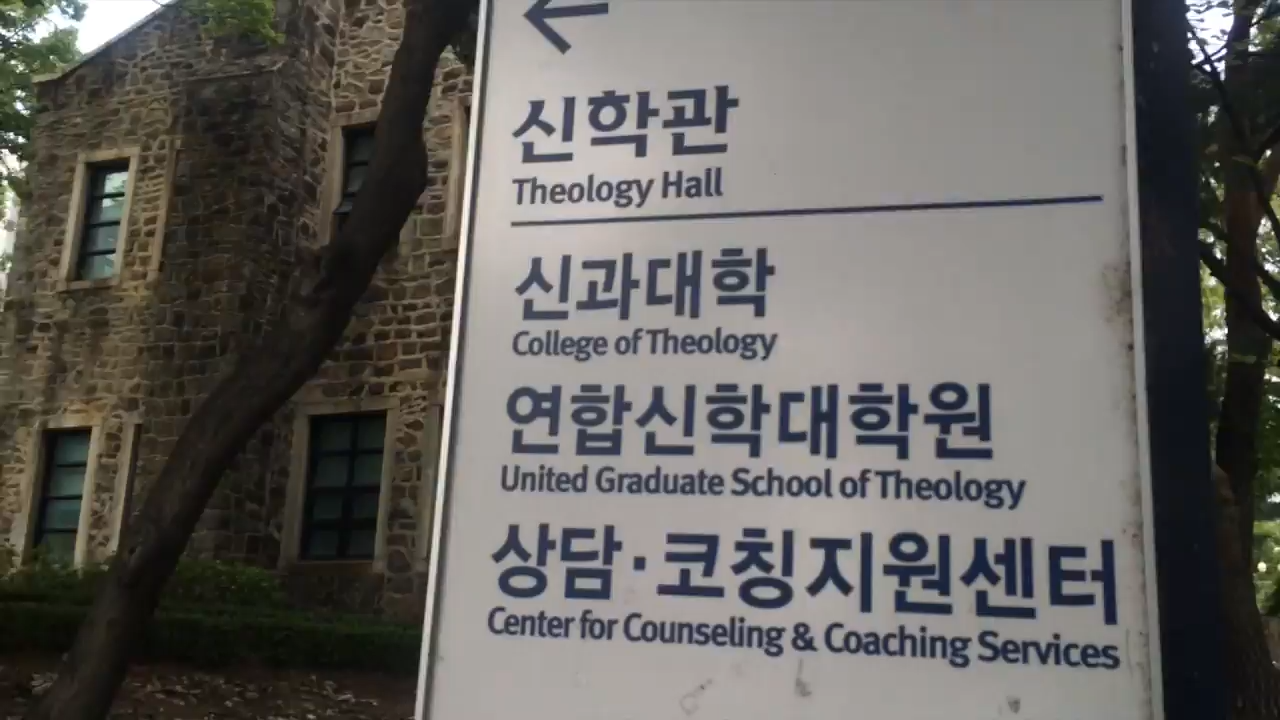 신학관
Theology Hall
신과대학
College of Theology
연합신학대학원
United Graduate School of Theology
상담·코칭지원센터
Center for Counseling & Coaching Services